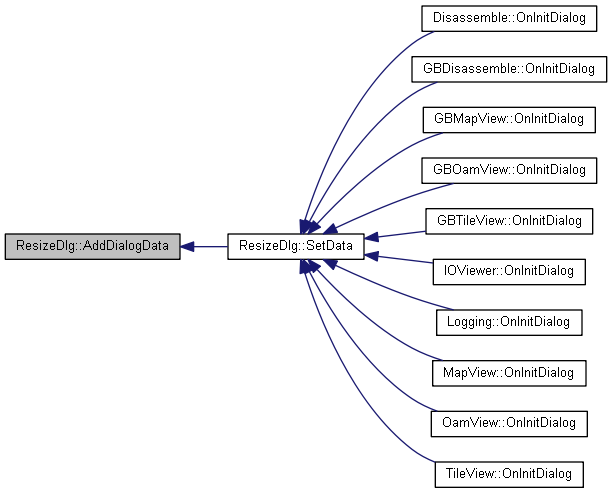 Disassemble::OnInitDialog
GBDisassemble::OnInitDialog
GBMapView::OnInitDialog
GBOamView::OnInitDialog
GBTileView::OnInitDialog
ResizeDlg::AddDialogData
ResizeDlg::SetData
IOViewer::OnInitDialog
Logging::OnInitDialog
MapView::OnInitDialog
OamView::OnInitDialog
TileView::OnInitDialog